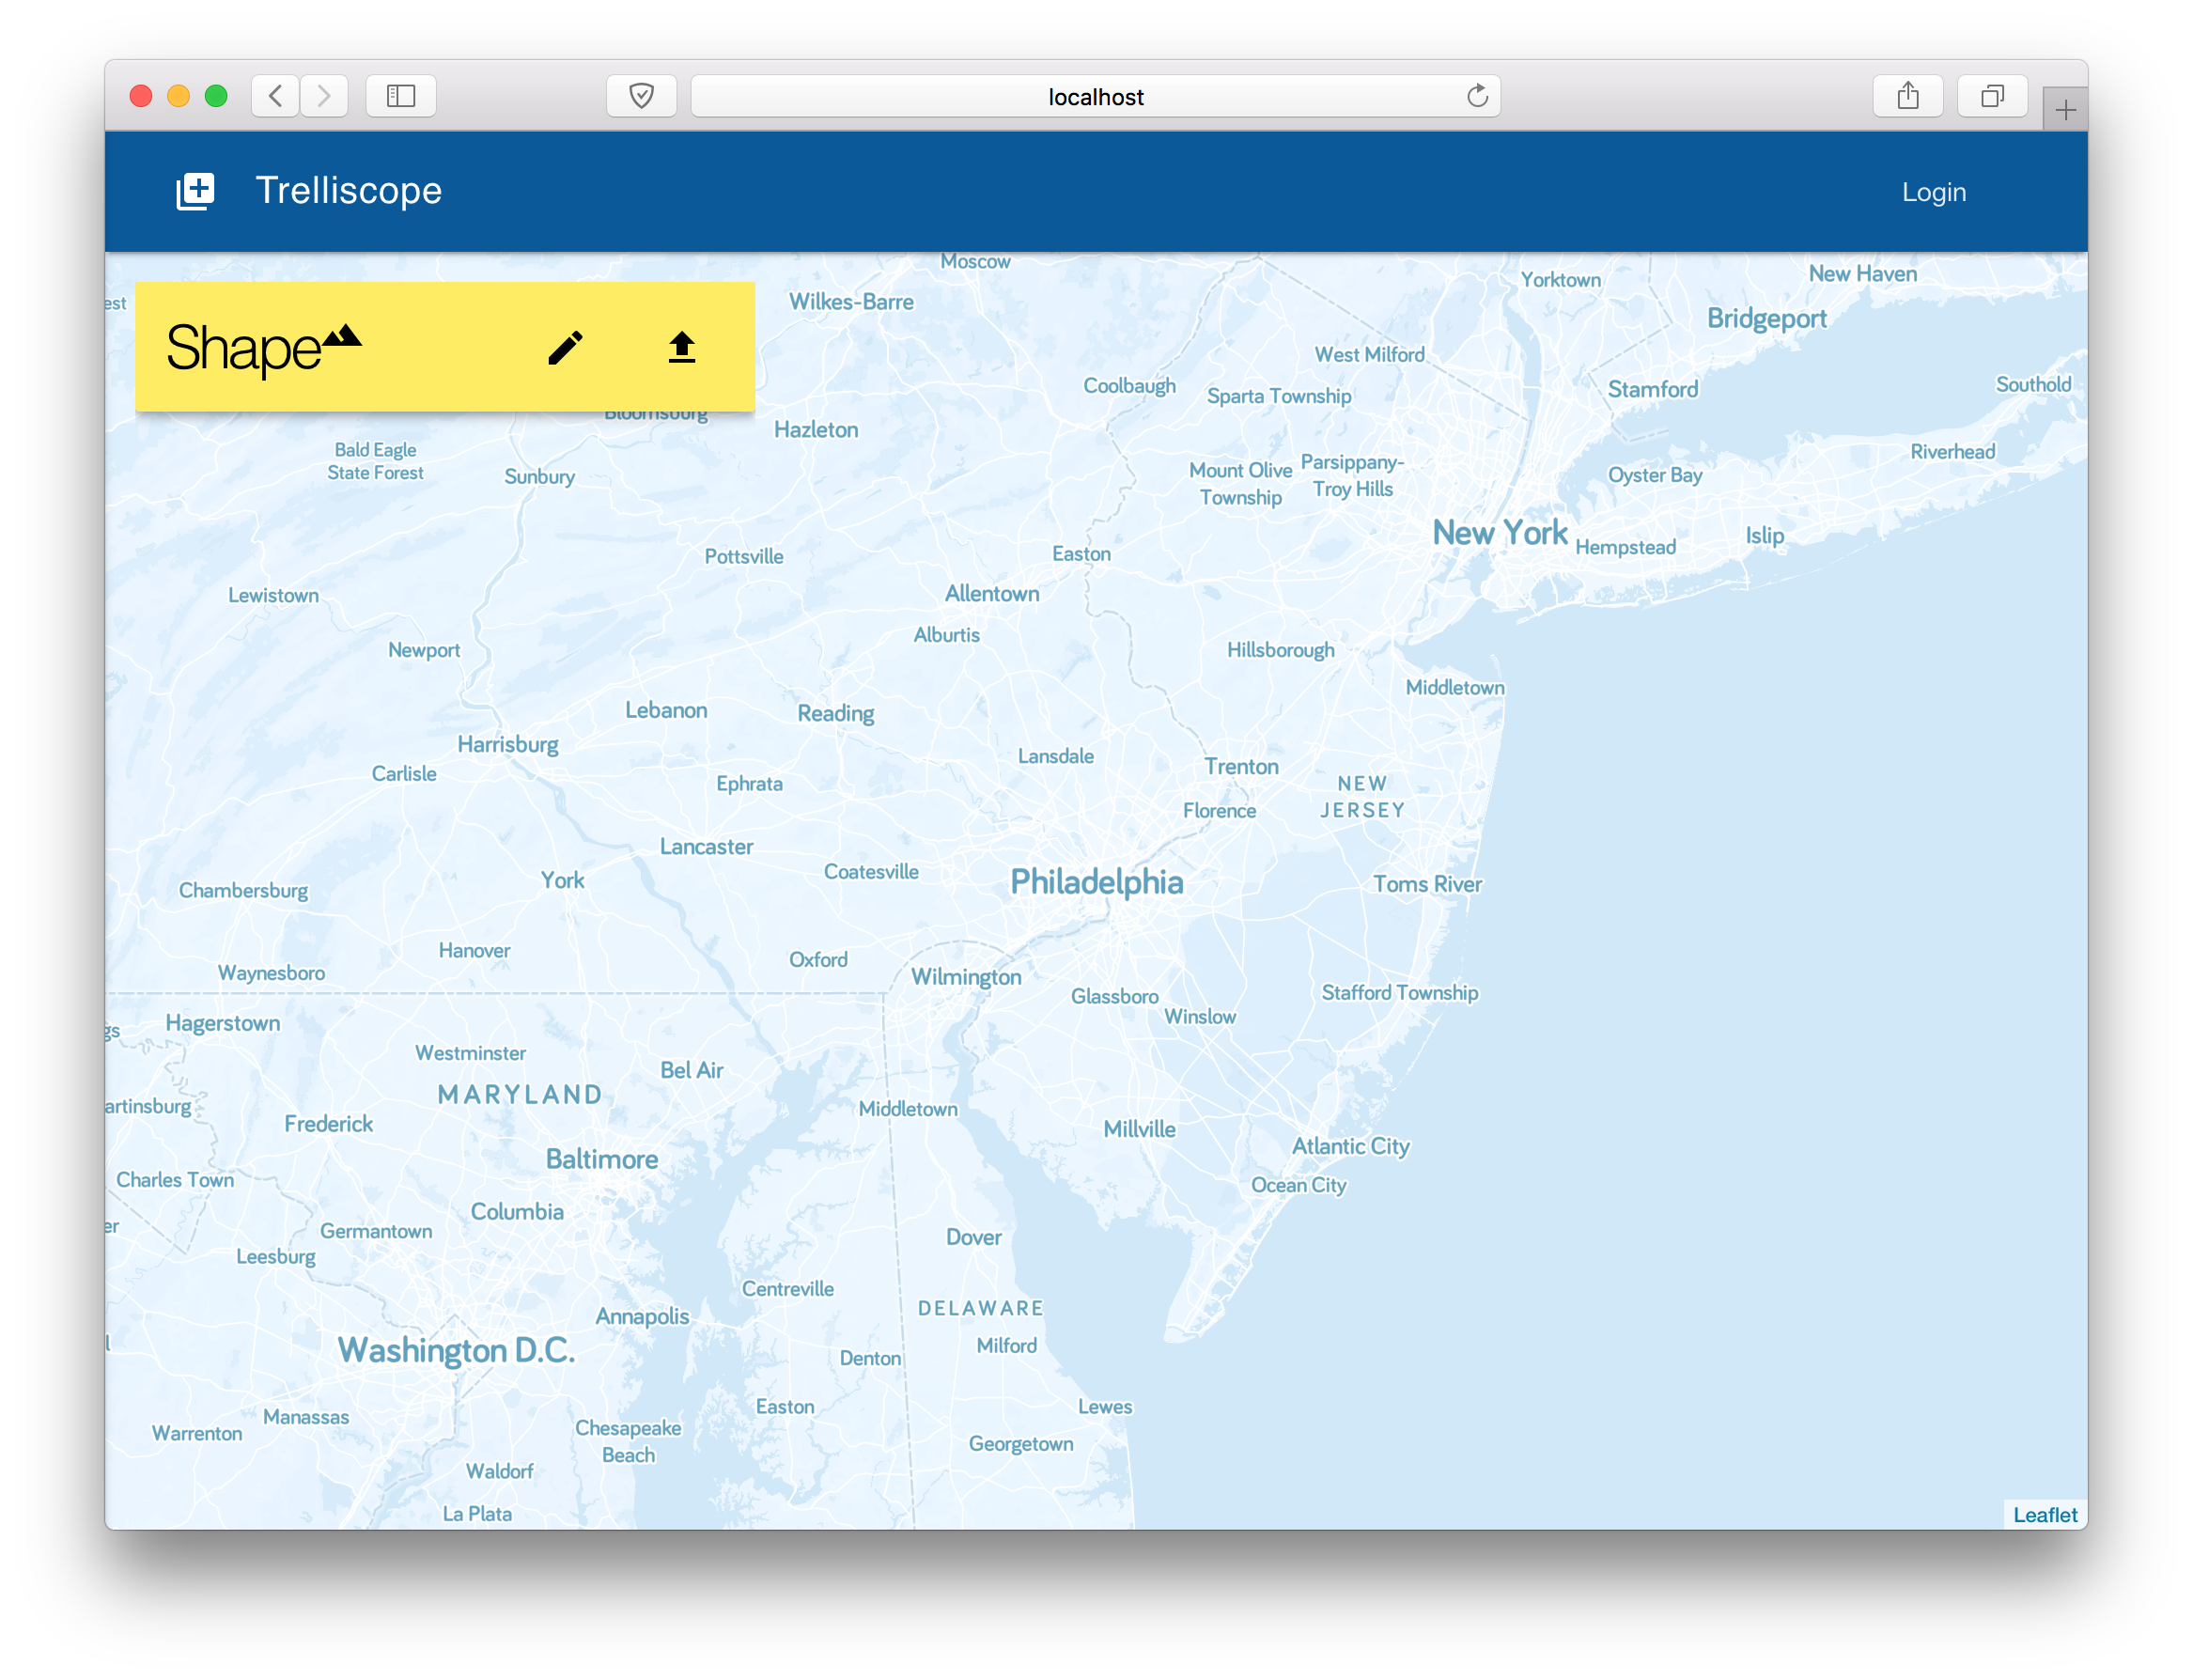 localhost
Trelliscope
Login
Moscow
Yorktown
New Haven
est
Wilkes-Barre
Bridgeport
Shape
West Milford
Coolbaugh
Sparta Township
Stamford
Southold
Bloomsburg
Hazleton
Bald Eagle
State Forest
Sunbury
Mount Olive
Township
Parsippany-
Troy Hills
Oyster Bay
Riverhead
New York
Hempstead
Islip
Pottsville
Easton
Lewistown
Allentown
Alburtis
Newport
Hillsborough
Middletown
Lebanon
Reading
Harrisburg
Lansdale
Carlisle
Ephrata
Trenton
NEW
JERSEY
Florence
Lancaster
Coatesville
York
Philadelphia
Toms River
Chambersburg
Hanover
Oxford
Waynesboro
Wilmington
Glassboro
Stafford Township
Winslow
gs
Hagerstown
Westminster
Bel Air
MARYLAND
artinsburg
Middletown
Frederick
Millville
Atlantic City
Baltimore
Charles Town
Ocean City
Columbia
er
Germantown
Dover
Leesburg
Centreville
DELAWARE
Annapolis
Milford
Washington D.C.
Denton
Easton
Lewes
Manassas
Warrenton
Chesapeake
Beach
Georgetown
Waldorf
La Plata
Leaflet